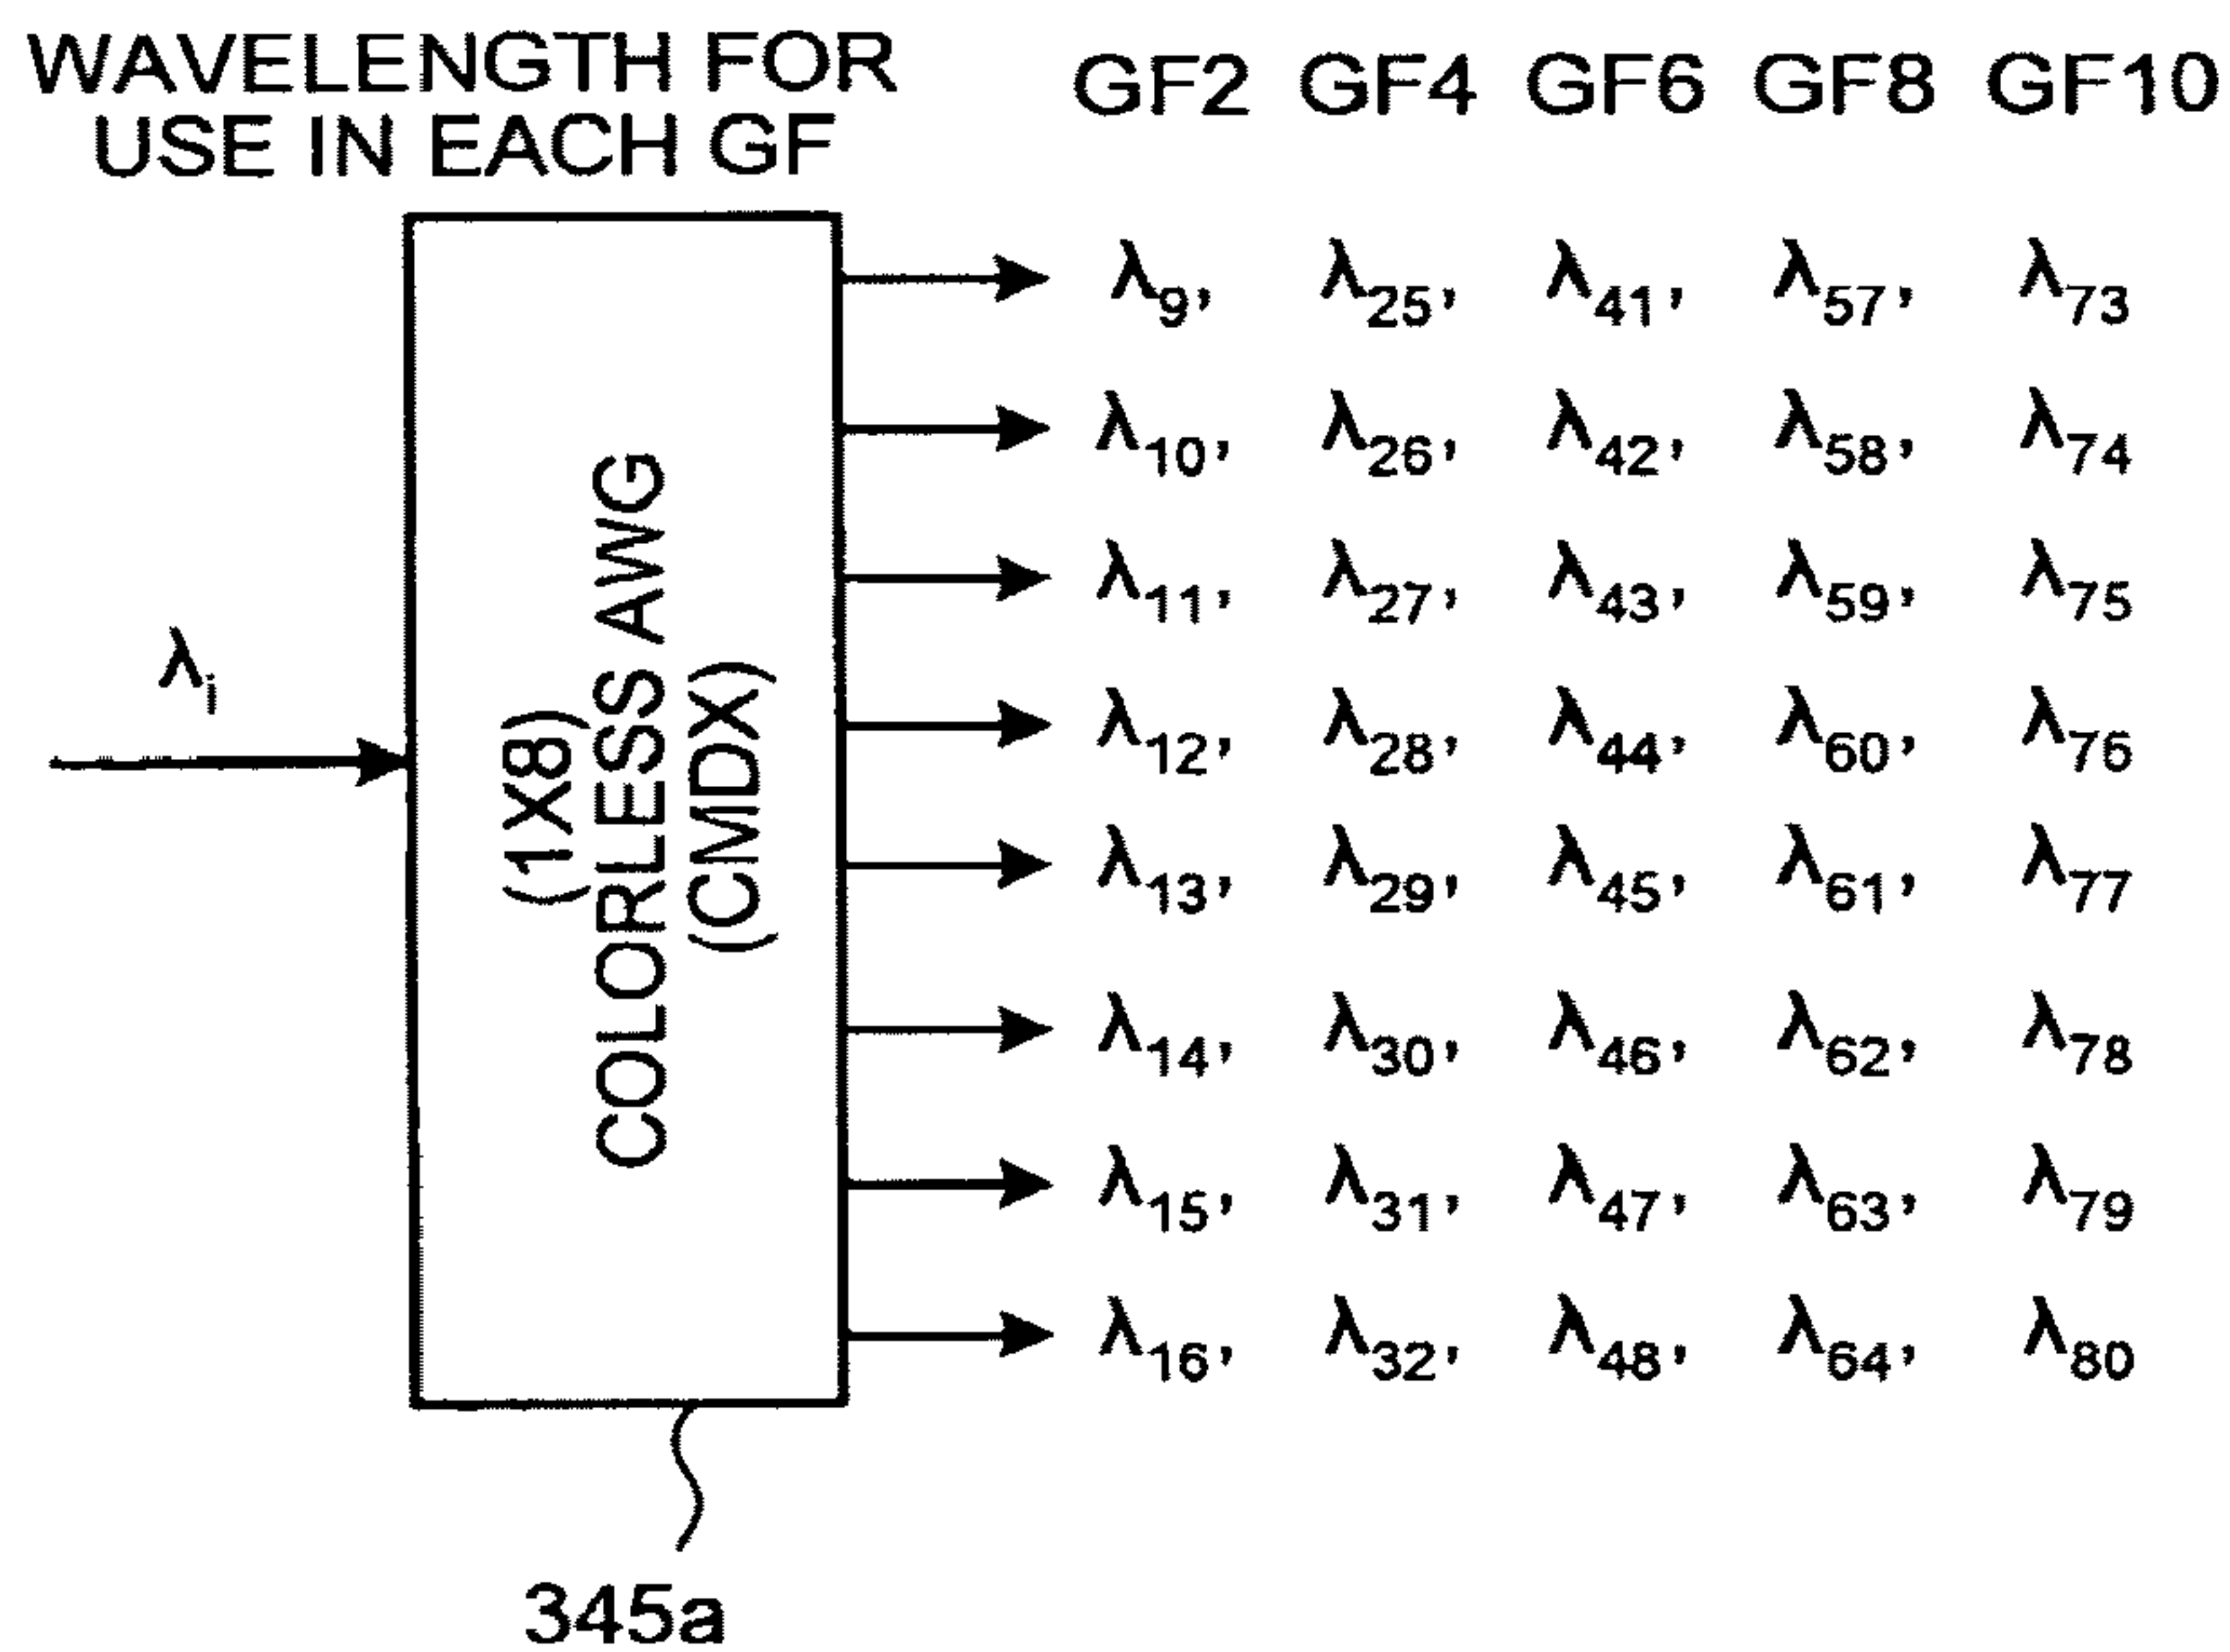 WAVELENGTH FOR
USE IN EACH GF
GF2 GF4 GF6 GF8 GF10
λi
(1X8)
COLORLESS AWG
(CMDX)
λ9, λ25, λ41, λ57, λ73
λ10, λ26, λ42, λ58, λ74
λ11, λ27, λ43, λ59, λ75
λ12, λ28, λ44, λ60, λ76
λ13, λ29, λ45, λ61, λ77
λ14, λ30, λ46, λ62, λ78
λ15, λ31, λ47, λ63, λ79
λ16, λ32, λ48, λ64, λ80
345a